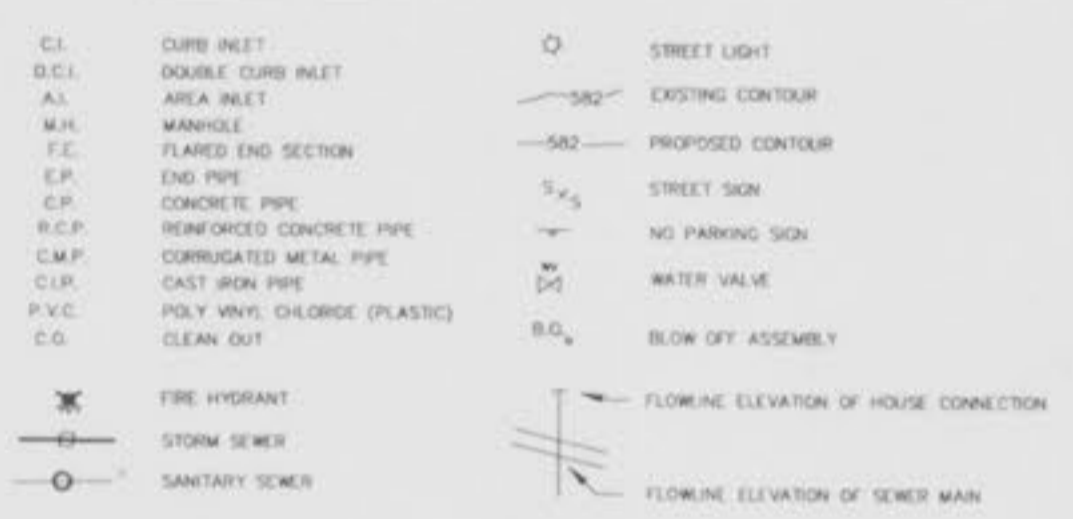 C.I. CURB INLET
D.C.I. DOUBLE CURB INLET
A.I. AREA INLET
M.H. MANHOLE
F.E. FLARED END SECTION
E.P. END PIPE
C.P. CONCRETE PIPE
R.C.P. REINFORCED CONCRETE PIPE
C.M.P. CORRUGATED METAL PIPE
C.I.P. CAST IRON PIPE
P.V.C. POLY VINYL CHLORIDE (PLASTIC)
C.O. CLEAN OUT
FIRE HYDRANT
STORM SEWER
SANITARY SEWER
STREET LIGHT
582 EXISTING CONTOUR
582 PROPOSED CONTOUR
S S STREET SIGN
NO PARKING SIGN
WV
WATER VALVE
B.O. BLOW OFF ASSEMBLY
FLOWLINE ELEVATION OF HOUSE CONNECTION
FLOWLINE ELEVATION OF SEWER MAIN